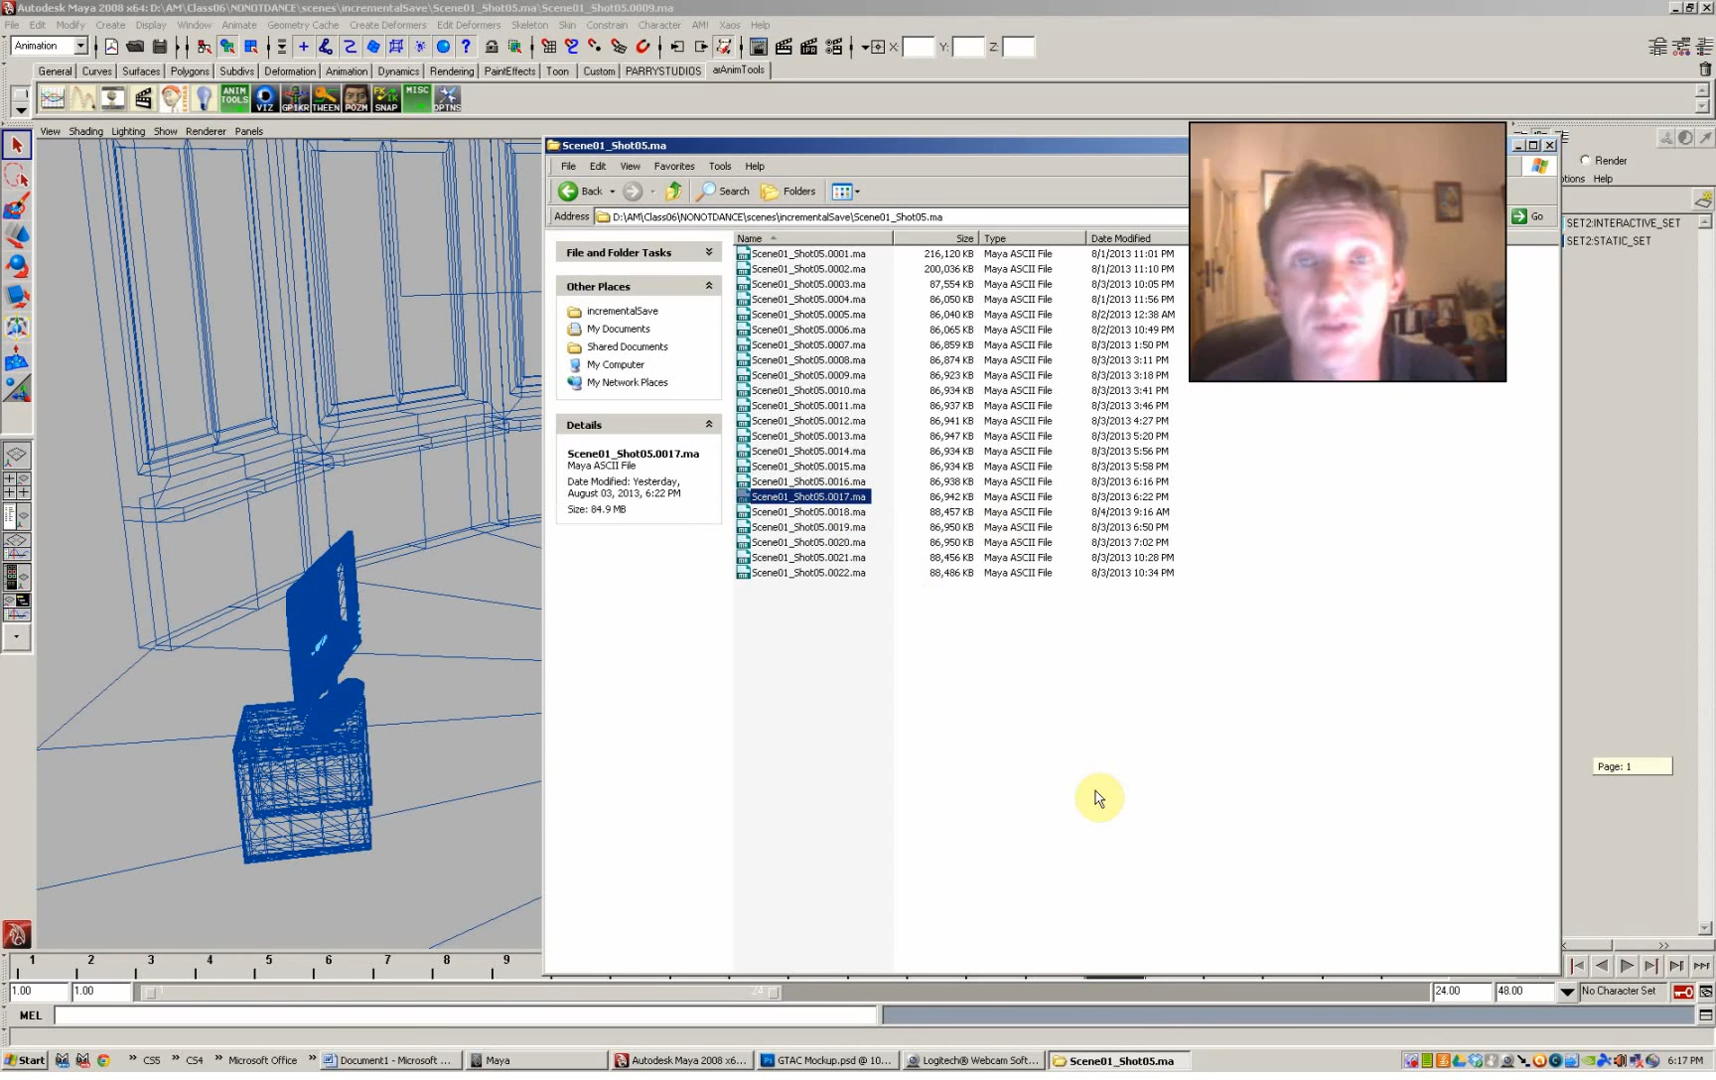 Autodesk Maya 2008 x64: D:\AM\Class06\NONOTDANCE\scenes\incrementalSave\Scene01_Shot05.ma\Scene01_Shot05.0009.ma
File Edit Modify Create Display Window Animate Geometry Cache Create Deformers Edit Deformers Skeleton Skin Constrain Character AM! Xaos Help
Animation X: Y: Z:
General Curves Surfaces Polygons Subdivs Deformation Animation Dynamics Rendering PaintEffects Toon Custom PARRYSTUDIOS arAnimTools
ANIM TOOLS VIZ TWEEN POZM FK IK SNAP MISC OPTNS
View Shading Lighting Show Renderer Panels
Scene01_Shot05.ma
File Edit View Favorites Tools Help
Render
Help
Back Search Folders
Address D:\AM\Class06\NONOTDANCE\scenes\incrementalSave\Scene01_Shot05.ma Go
SET2:INTERACTIVE_SET
SET2:STATIC_SET
File and Folder Tasks
Other Places
incrementalSave
My Documents
Shared Documents
My Computer
My Network Places
Details
Scene01_Shot05.0017.ma
Maya ASCII File
Date Modified: Yesterday,
August 03, 2013, 6:22 PM
Size: 84.9 MB
Name Size Type Date Modified
Scene01_Shot05.0001.ma 216,120 KB Maya ASCII File 8/1/2013 11:01 PM
Scene01_Shot05.0002.ma 200,036 KB Maya ASCII File 8/1/2013 11:10 PM
Scene01_Shot05.0003.ma 87,554 KB Maya ASCII File 8/3/2013 10:05 PM
Scene01_Shot05.0004.ma 86,050 KB Maya ASCII File 8/1/2013 11:56 PM
Scene01_Shot05.0005.ma 86,040 KB Maya ASCII File 8/2/2013 12:38 AM
Scene01_Shot05.0006.ma 86,065 KB Maya ASCII File 8/2/2013 10:49 PM
Scene01_Shot05.0007.ma 86,859 KB Maya ASCII File 8/3/2013 1:50 PM
Scene01_Shot05.0008.ma 86,874 KB Maya ASCII File 8/3/2013 3:11 PM
Scene01_Shot05.0009.ma 86,923 KB Maya ASCII File 8/3/2013 3:18 PM
Scene01_Shot05.0010.ma 86,934 KB Maya ASCII File 8/3/2013 3:41 PM
Scene01_Shot05.0011.ma 86,937 KB Maya ASCII File 8/3/2013 3:46 PM
Scene01_Shot05.0012.ma 86,941 KB Maya ASCII File 8/3/2013 4:27 PM
Scene01_Shot05.0013.ma 86,947 KB Maya ASCII File 8/3/2013 5:20 PM
Scene01_Shot05.0014.ma 86,934 KB Maya ASCII File 8/3/2013 5:56 PM
Scene01_Shot05.0015.ma 86,934 KB Maya ASCII File 8/3/2013 5:58 PM
Scene01_Shot05.0016.ma 86,938 KB Maya ASCII File 8/3/2013 6:16 PM
Scene01_Shot05.0017.ma 86,942 KB Maya ASCII File 8/3/2013 6:22 PM
Scene01_Shot05.0018.ma 88,457 KB Maya ASCII File 8/4/2013 9:16 AM
Scene01_Shot05.0019.ma 86,950 KB Maya ASCII File 8/3/2013 6:50 PM
Scene01_Shot05.0020.ma 86,950 KB Maya ASCII File 8/3/2013 7:02 PM
Scene01_Shot05.0021.ma 88,456 KB Maya ASCII File 8/3/2013 10:28 PM
Scene01_Shot05.0022.ma 88,486 KB Maya ASCII File 8/3/2013 10:34 PM
Page: 1
1 2 3 4 5 6 7 8 9
1.00 1.00 1 24 24.00 48.00 No Character Set
MEL
Start CS5 CS4 Microsoft Office Document1 - Microsoft ... Maya Autodesk Maya 2008 x6... GTAC Mockup.psd @ 10... Logitech® Webcam Soft... Scene01_Shot05.ma 6:17 PM